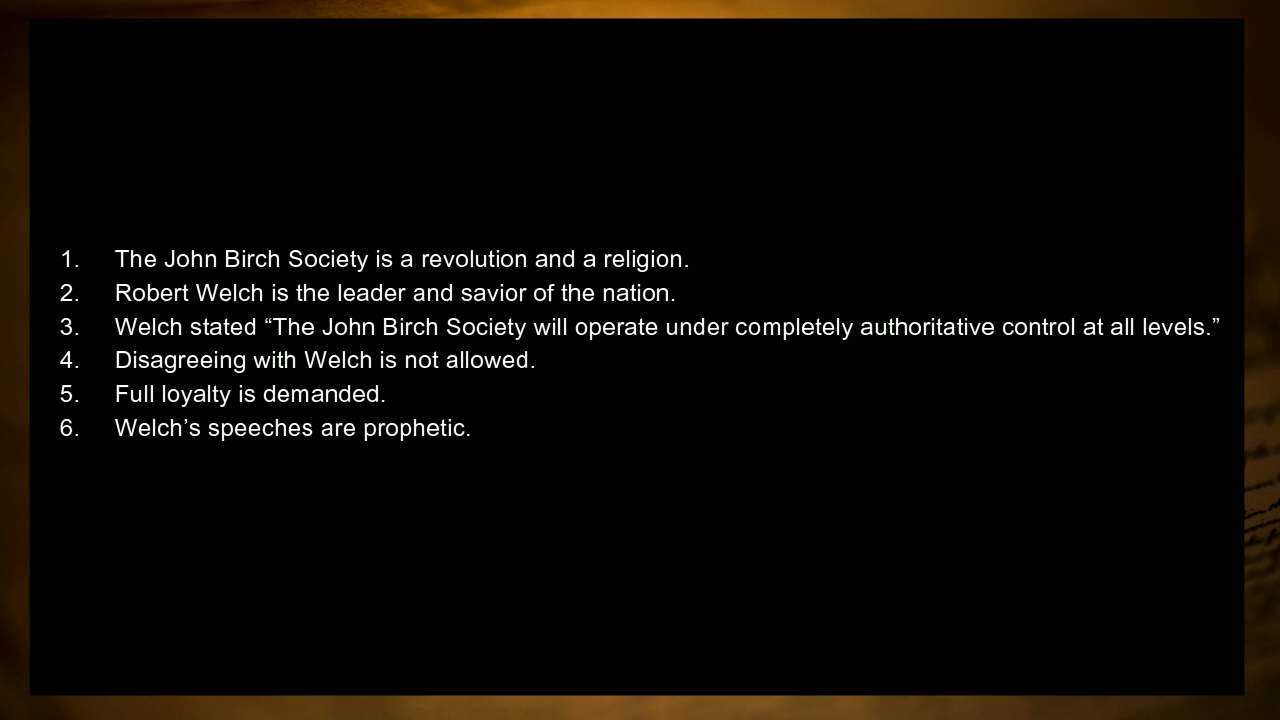 1. The John Birch Society is a revolution and a religion.
2. Robert Welch is the leader and savior of the nation.
3. Welch stated “The John Birch Society will operate under completely authoritative control at all levels.”
4. Disagreeing with Welch is not allowed.
5. Full loyalty is demanded.
6. Welch’s speeches are prophetic.